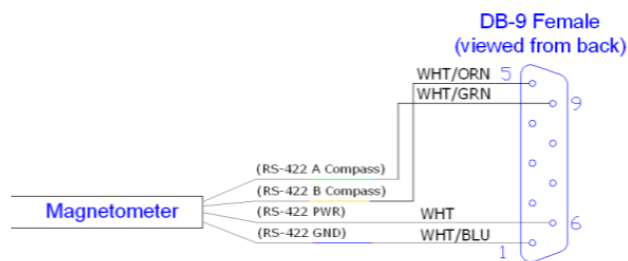 DB-9 Female
(viewed from back)
WHT/ORN 5
WHT/GRN 9
(RS-422 A Compass)
(RS-422 B Compass)
Magnetometer (RS-422 PWR) WHT 6
(RS-422 GND) WHT/BLU 1